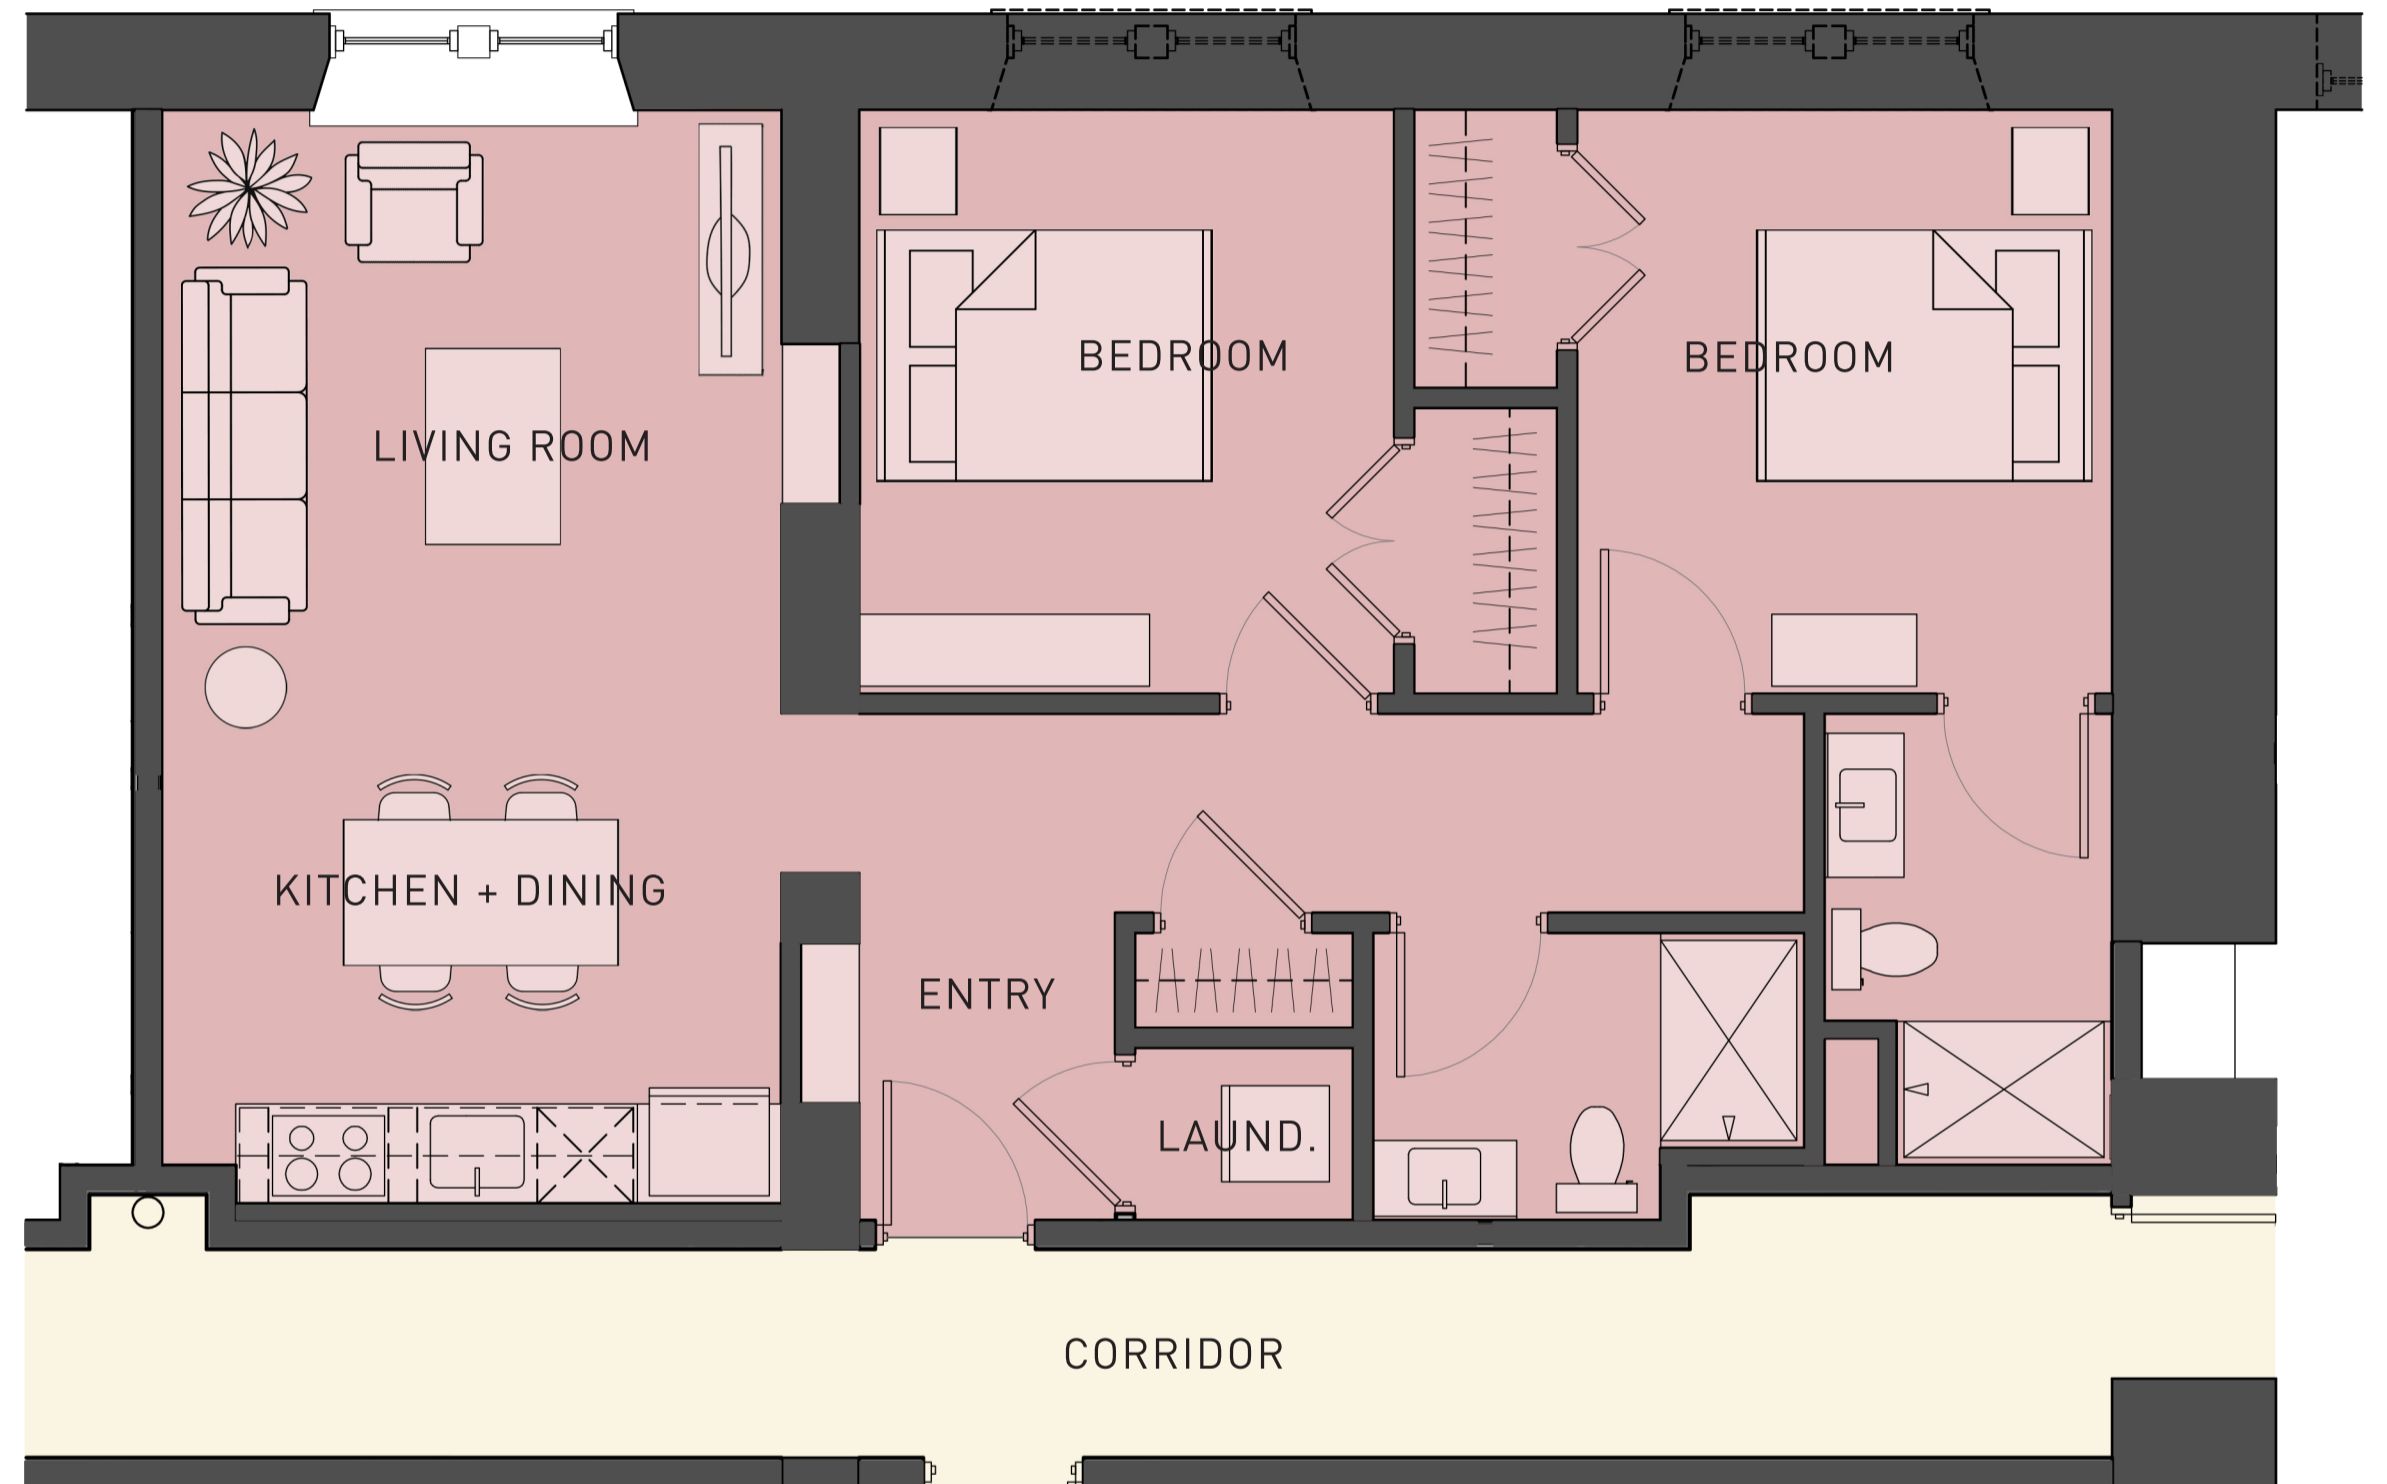 BEDROOM
BEDROOM
LIVING ROOM
KITCHEN + DINING
ENTRY
LAUND.
CORRIDOR